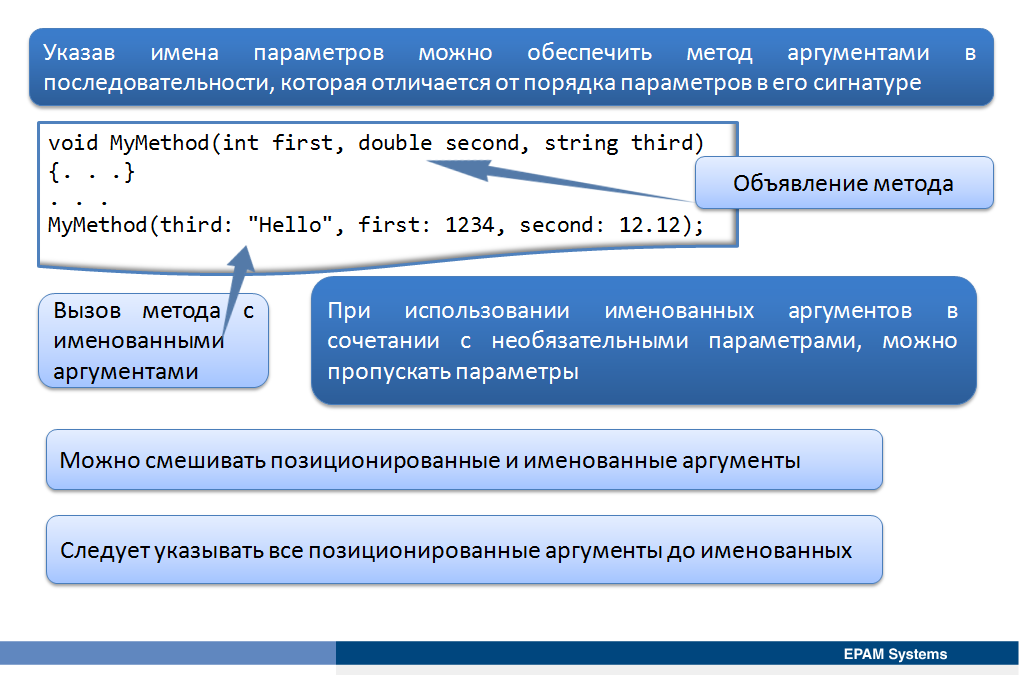 Указав имена параметров можно обеспечить метод аргументами в
последовательности, которая отличается от порядка параметров в его сигнатуре
void MyMethod(int first, double second, string third)
{. . .}
. . .
MyMethod(third: "Hello", first: 1234, second: 12.12);
Объявление метода
Вызов метода с
именованными
аргументами
При использовании именованных аргументов в
сочетании с необязательными параметрами, можно
пропускать параметры
Можно смешивать позиционированные и именованные аргументы
Следует указывать все позиционированные аргументы до именованных
EPAM Systems